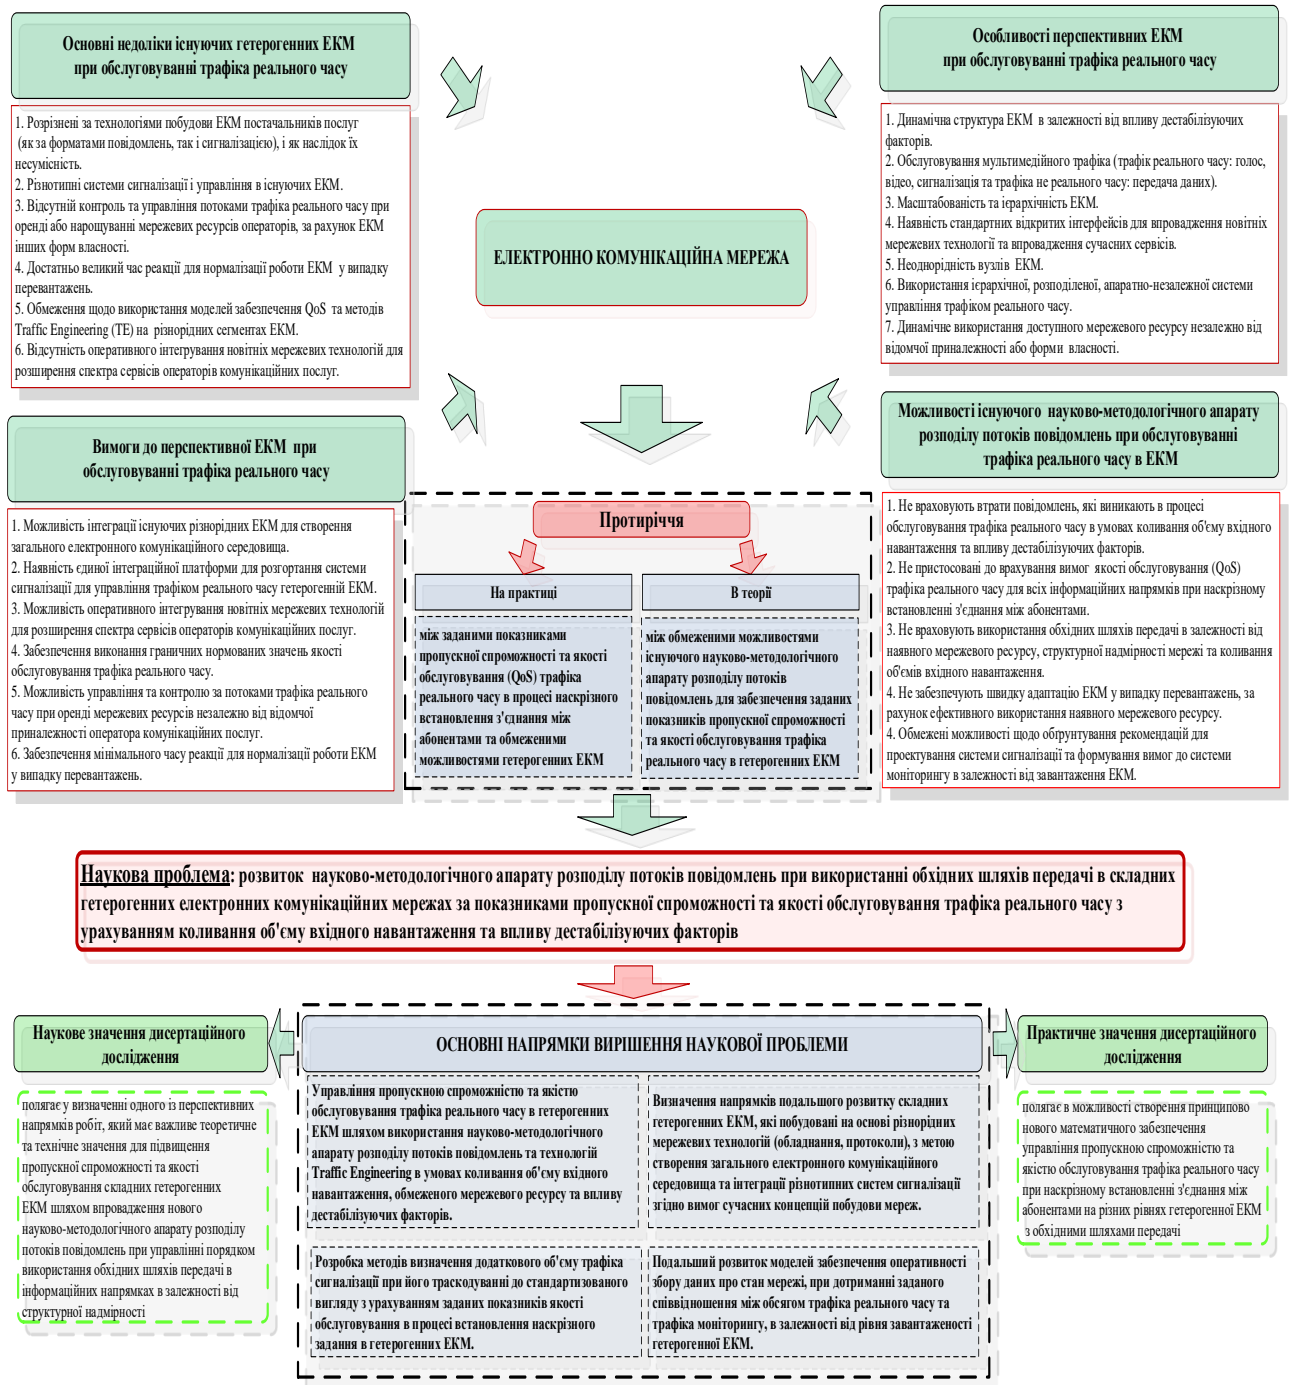 Основні недоліки існуючих гетерогенних ЕКМ
при обслуговуванні трафіка реального часу
1. Розрізнені за технологіями побудови ЕКМ постачальників послуг
(як за форматами повідомлень, так і сигналізацією), і як наслідок їх
несумісність.
2. Різнотипні системи сигналізації і управління в існуючих ЕКМ.
3. Відсутній контроль та управління потоками трафіка реального часу при
оренді або нарощуванні мережевих ресурсів операторів, за рахунок ЕКМ
інших форм власності.
4. Достатньо великий час реакції для нормалізації роботи ЕКМ у випадку
перевантажень.
5. Обмеження щодо використання моделей забезпечення QoS та методів
Traffic Engineering (TE) на різнорідних сегментах ЕКМ.
6. Відсутність оперативного інтегрування новітніх мережевих технологій для
розширення спектра сервісів операторів комунікаційних послуг.
Особливості перспективних ЕКМ
при обслуговуванні трафіка реального часу
1. Динамічна структура ЕКМ в залежності від впливу дестабілізуючих
факторів.
2. Обслуговування мультимедійного трафіка (трафік реального часу: голос,
відео, сигналізація та трафіка не реального часу: передача даних).
3. Масштабованість та ієрархічність ЕКМ.
4. Наявність стандартних відкритих інтерфейсів для впровадження новітніх
мережевих технології та впровадження сучасних сервісів.
5. Неоднорідність вузлів ЕКМ.
6. Використання ієрархічної, розподіленої, апаратно-незалежної системи
управління трафіком реального часу.
7. Динамічне використання доступного мережевого ресурсу незалежно від
відомчої приналежності або форми власності.
ЕЛЕКТРОННО КОМУНІКАЦІЙНА МЕРЕЖА
Вимоги до перспективної ЕКМ при
обслуговуванні трафіка реального часу
1. Можливість інтеграції існуючих різнорідних ЕКМ для створення
загального електронного комунікаційного середовища.
2. Наявність єдиної інтеграційної платформи для розгортання системи
сигналізації для управління трафіком реального часу гетерогенній ЕКМ.
3. Можливість оперативного інтегрування новітніх мережевих технологій
для розширення спектра сервісів операторів комунікаційних послуг.
4. Забезпечення виконання граничних нормованих значень якості
обслуговування трафіка реального часу.
5. Можливість управління та контролю за потоками трафіка реального
часу при оренді мережевих ресурсів незалежно від відомчої
приналежності оператора комунікаційних послуг.
6. Забезпечення мінімального часу реакції для нормалізації роботи ЕКМ
у випадку перевантажень.
Можливості існуючого науково-методологічного апарату
розподілу потоків повідомлень при обслуговуванні
трафіка реального часу в ЕКМ
1. Не враховують втрати повідомлень, які виникають в процесі
обслуговування трафіка реального часу в умовах коливання об'єму вхідного
навантаження та впливу дестабілізуючих факторів.
2. Не пристосовані до врахування вимог якості обслуговування (QoS)
трафіка реального часу для всіх інформаційних напрямків при наскрізному
встановленні з'єднання між абонентами.
3. Не враховують використання обхідних шляхів передачі в залежності від
наявного мережевого ресурсу, структурної надмірності мережі та коливання
об'ємів вхідного навантаження.
4. Не забезпечують швидку адаптацію ЕКМ у випадку перевантажень, за
рахунок ефективного використання наявного мережевого ресурсу.
4. Обмежені можливості щодо обґрунтування рекомендацій для
проектування системи сигналізації та формування вимог до системи
моніторингу в залежності від завантаження ЕКМ.
Протиріччя
На практиці
між заданими показниками
пропускної спроможності та якості
обслуговування (QoS) трафіка
реального часу в процесі наскрізного
встановлення з'єднання між
абонентами та обмеженими
можливостями гетерогенних ЕКМ
В теорії
між обмеженими можливостями
існуючого науково-методологічного
апарату розподілу потоків
повідомлень для забезпечення заданих
показників пропускної спроможності
та якості обслуговування трафіка
реального часу в гетерогенних ЕКМ
Наукова проблема: розвиток науково-методологічного апарату розподілу потоків повідомлень при використанні обхідних шляхів передачі в складних
гетерогенних електронних комунікаційних мережах за показниками пропускної спроможності та якості обслуговування трафіка реального часу з
урахуванням коливання об'єму вхідного навантаження та впливу дестабілізуючих факторів
Наукове значення дисертаційного
дослідження
полягає у визначенні одного із перспективних
напрямків робіт, який має важливе теоретичне
та технічне значення для підвищення
пропускної спроможності та якості
обслуговування складних гетерогенних
ЕКМ шляхом впровадження нового
науково-методологічного апарату розподілу
потоків повідомлень при управлінні порядком
використання обхідних шляхів передачі в
інформаційних напрямках в залежності від
структурної надмірності
ОСНОВНІ НАПРЯМКИ ВИРІШЕННЯ НАУКОВОЇ ПРОБЛЕМИ
Управління пропускною спроможністю та якістю
обслуговування трафіка реального часу в гетерогенних
ЕКМ шляхом використання науково-методологічного
апарату розподілу потоків повідомлень та технологій
Traffic Engineering в умовах коливання об'єму вхідного
навантаження, обмеженого мережевого ресурсу та впливу
дестабілізуючих факторів.
Визначення напрямків подальшого розвитку складних
гетерогенних ЕКМ, які побудовані на основі різнорідних
мережевих технологій (обладнання, протоколи), з метою
створення загального електронного комунікаційного
середовища та інтеграції різнотипних систем сигналізації
згідно вимог сучасних концепцій побудови мереж.
Розробка методів визначення додаткового об'єму трафіка
сигналізації при його траскодуванні до стандартизованого
вигляду з урахуванням заданих показників якості
обслуговування в процесі встановлення наскрізного
задання в гетерогенних ЕКМ.
Подальший розвиток моделей забезпечення оперативності
збору даних про стан мережі, при дотриманні заданого
співвідношення між обсягом трафіка реального часу та
трафіка моніторингу, в залежності від рівня завантаженості
гетерогенної ЕКМ.
Практичне значення дисертаційного
дослідження
полягає в можливості створення принципово
нового математичного забезпечення
управління пропускною спроможністю та
якістю обслуговування трафіка реального часу
при наскрізному встановленні з'єднання між
абонентами на різних рівнях гетерогенної ЕКМ
з обхідними шляхами передачі